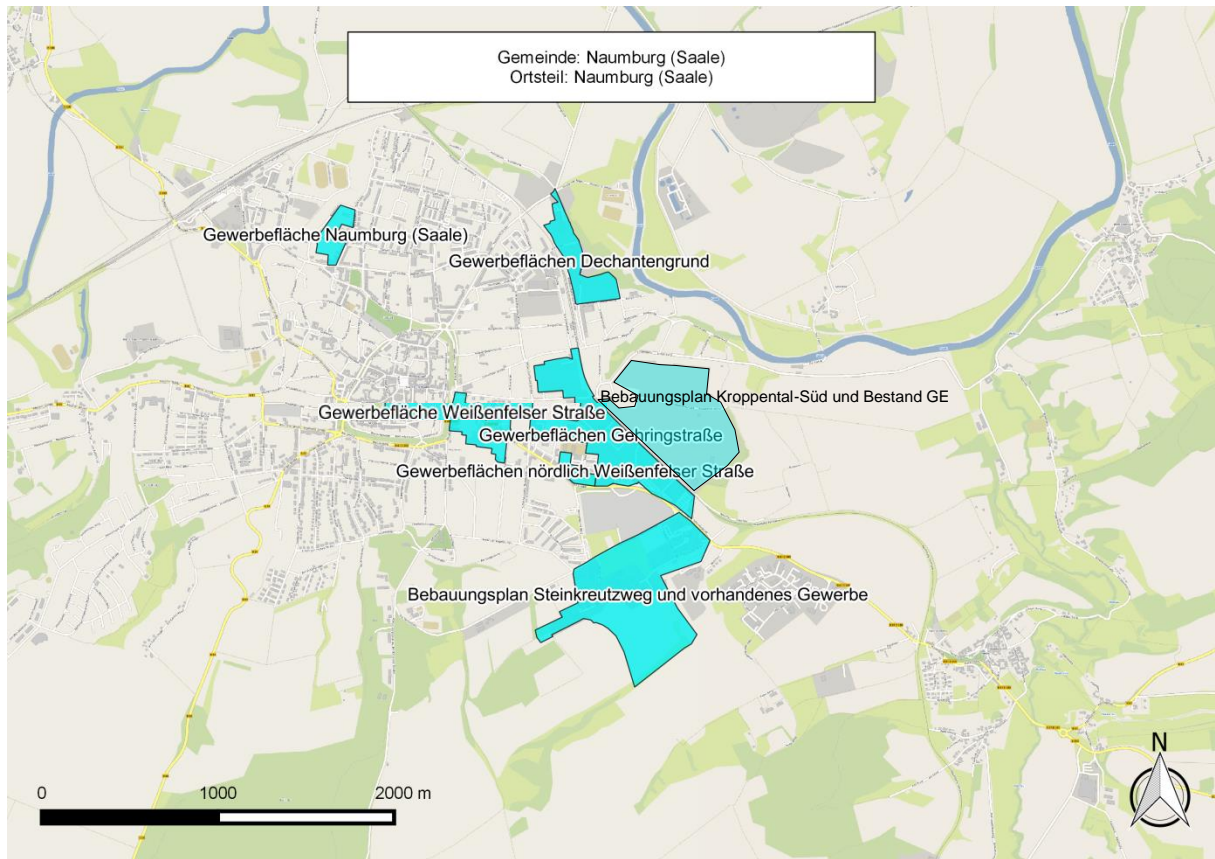 Gemeinde: Naumburg (Saale)
Ortsteil: Naumburg (Saale)
Gewerbefläche Naumburg (Saale)
Gewerbeflächen Dechantengrund
Bebauungsplan Kroppental-Süd und Bestand GE
Gewerbefläche Weißenfelser Straße
Gewerbeflächen Gehringstraße
Gewerbeflächen nördlich Weißenfelser Straße
Bebauungsplan Steinkreutzweg und vorhandenes Gewerbe
N
0 1000 2000 m